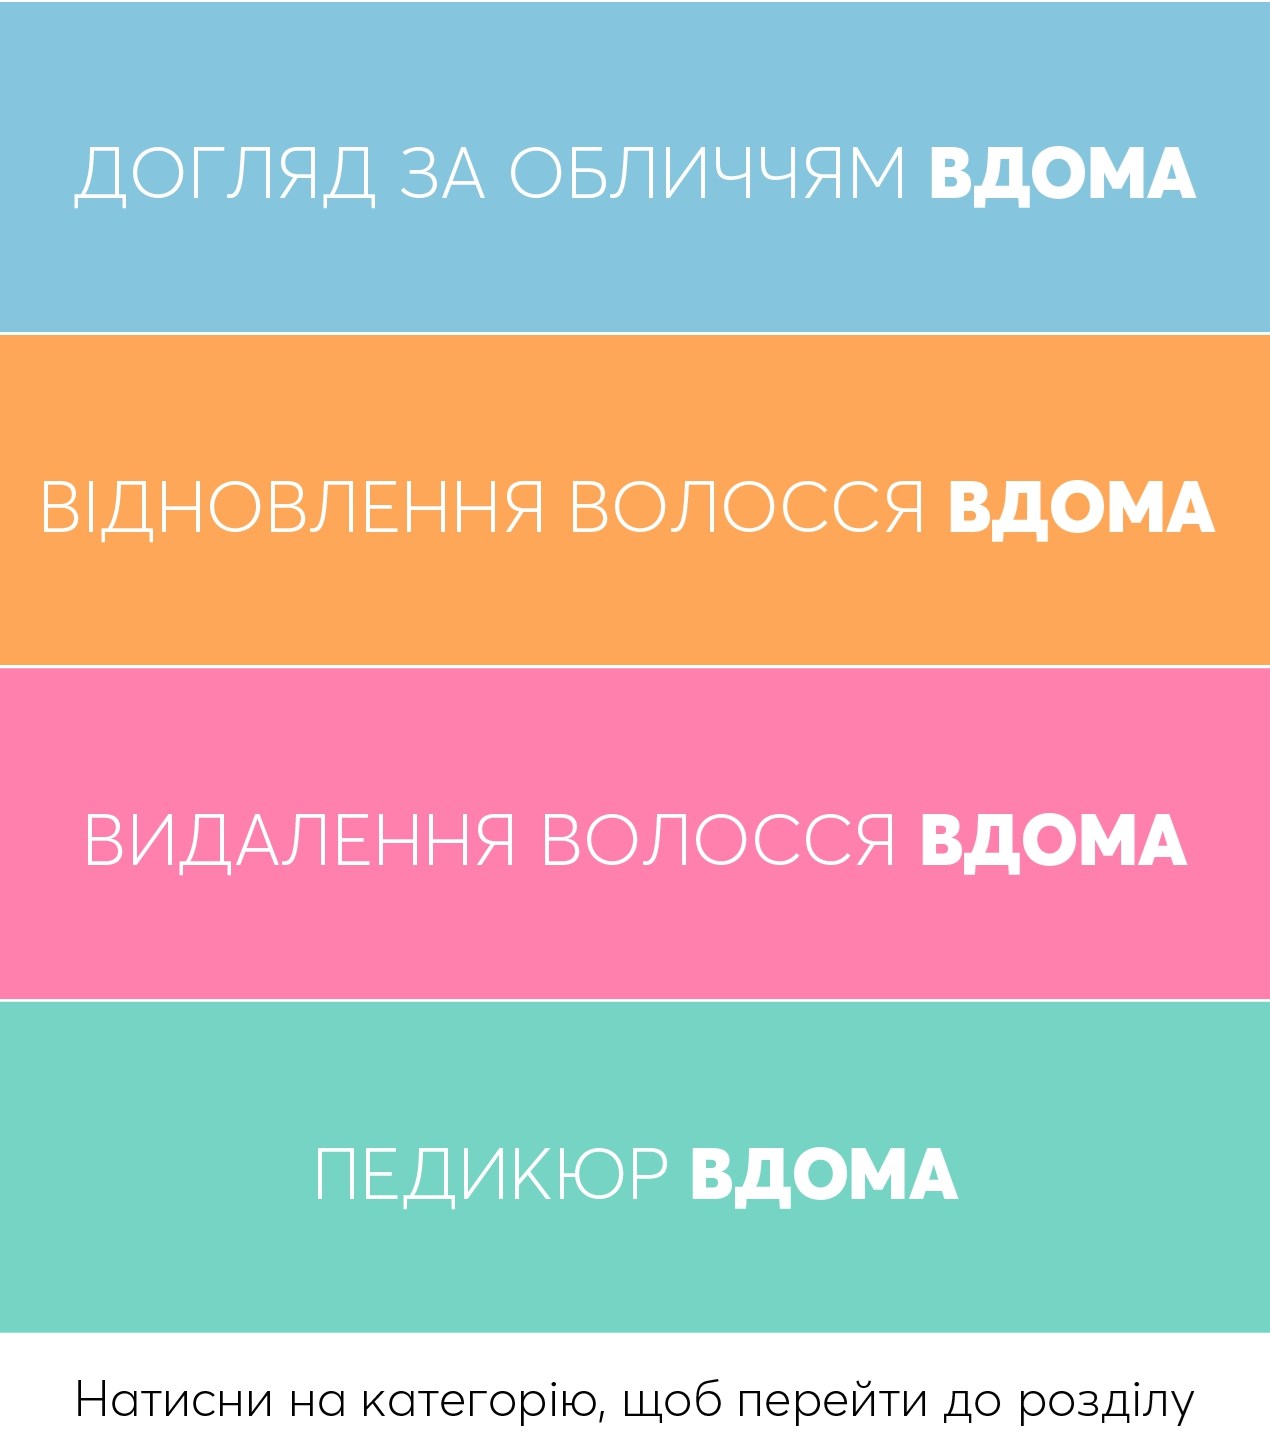 ДОГЛЯД ЗА ОБЛИЧЧЯМ ВДОМА
ВІДНОВЛЕННЯ ВОЛОССЯ ВДОМА
ВИДАЛЕННЯ ВОЛОССЯ ВДОМА
ПЕДИКЮР ВДОМА
Натисни на категорію, щоб перейти до розділу